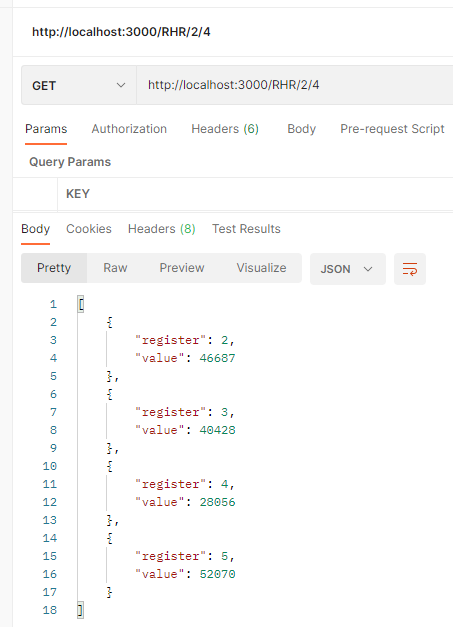 http://localhost:3000/RHR/2/4
GET http://localhost:3000/RHR/2/4
Params Authorization Headers (6) Body Pre-request Script
Query Params
KEY
Body Cookies Headers (8) Test Results
Pretty Raw Preview Visualize JSON
1 [
2 {
3 "register": 2,
4 "value": 46687
5 },
6 {
7 "register": 3,
8 "value": 40428
9 },
10 {
11 "register": 4,
12 "value": 28056
13 },
14 {
15 "register": 5,
16 "value": 52070
17 }
18 ]